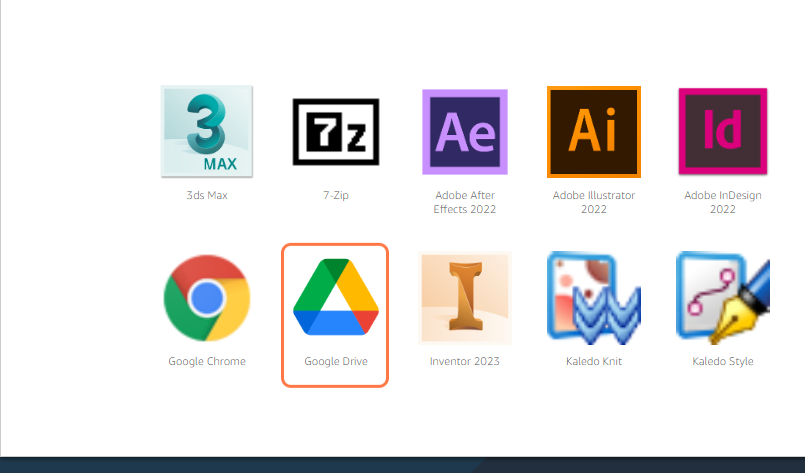 3
MAX
7z
Ae
Ai
Id
3ds Max
7-Zip
Adobe After
Effects 2022
Adobe Illustrator
2022
Adobe InDesign
2022
I
W
Google Chrome
Google Drive
Inventor 2023
Kaledo Knit
Kaledo Style